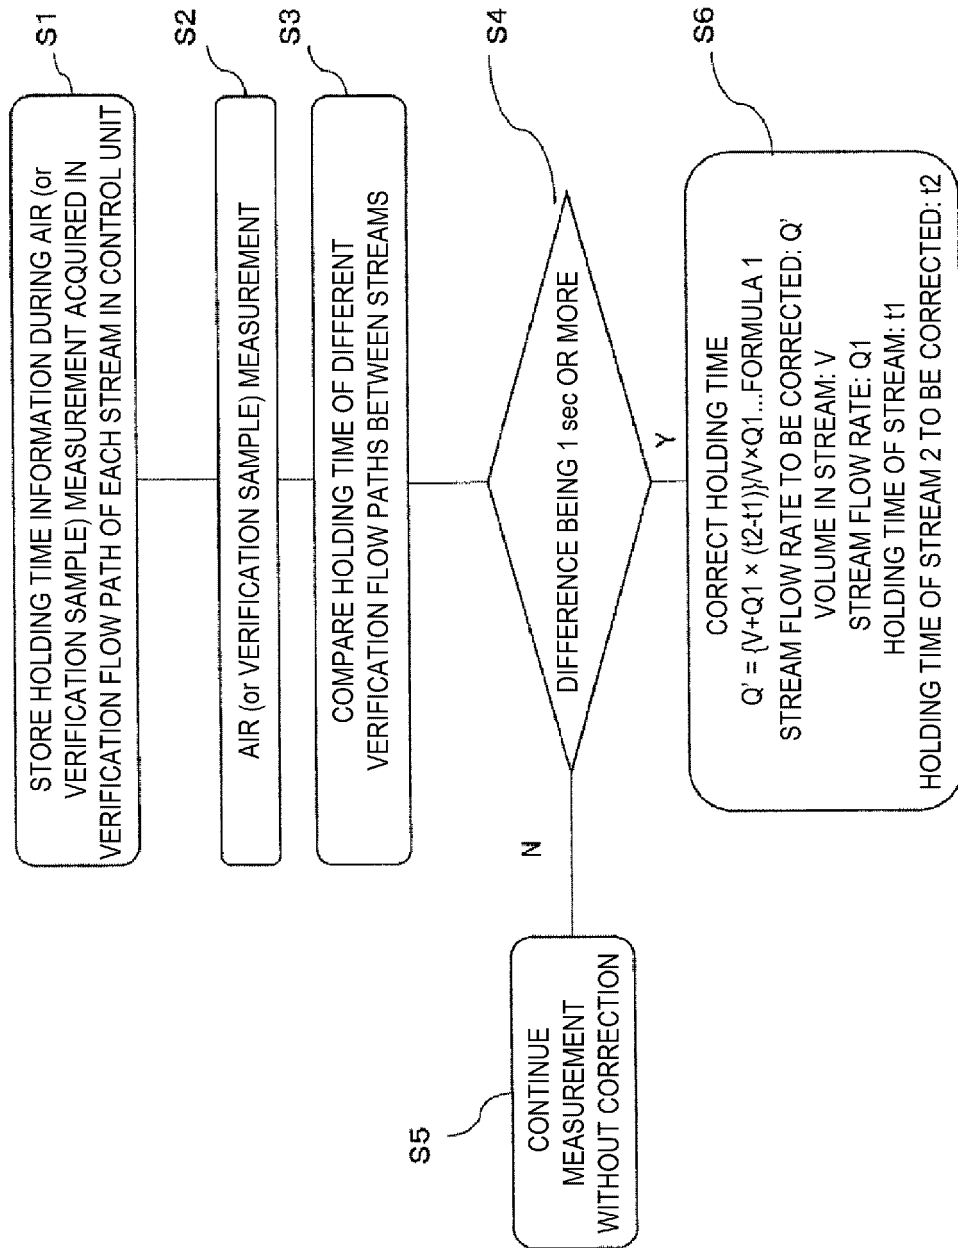 S1
STORE HOLDING TIME INFORMATION DURING AIR (or
VERIFICATION SAMPLE) MEASUREMENT ACQUIRED IN
VERIFICATION FLOW PATH OF EACH STREAM IN CONTROL UNIT
S2
AIR (or VERIFICATION SAMPLE) MEASUREMENT
S3
COMPARE HOLDING TIME OF DIFFERENT
VERIFICATION FLOW PATHS BETWEEN STREAMS
S4
DIFFERENCE BEING 1 sec OR MORE
N
Y
S5
CONTINUE
MEASUREMENT
WITHOUT CORRECTION
S6
CORRECT HOLDING TIME
Q' = {V+Q1 × (t2-t1)}/V×Q1...FORMULA 1
STREAM FLOW RATE TO BE CORRECTED: Q'
VOLUME IN STREAM: V
STREAM FLOW RATE: Q1
HOLDING TIME OF STREAM: t1
HOLDING TIME OF STREAM 2 TO BE CORRECTED: t2